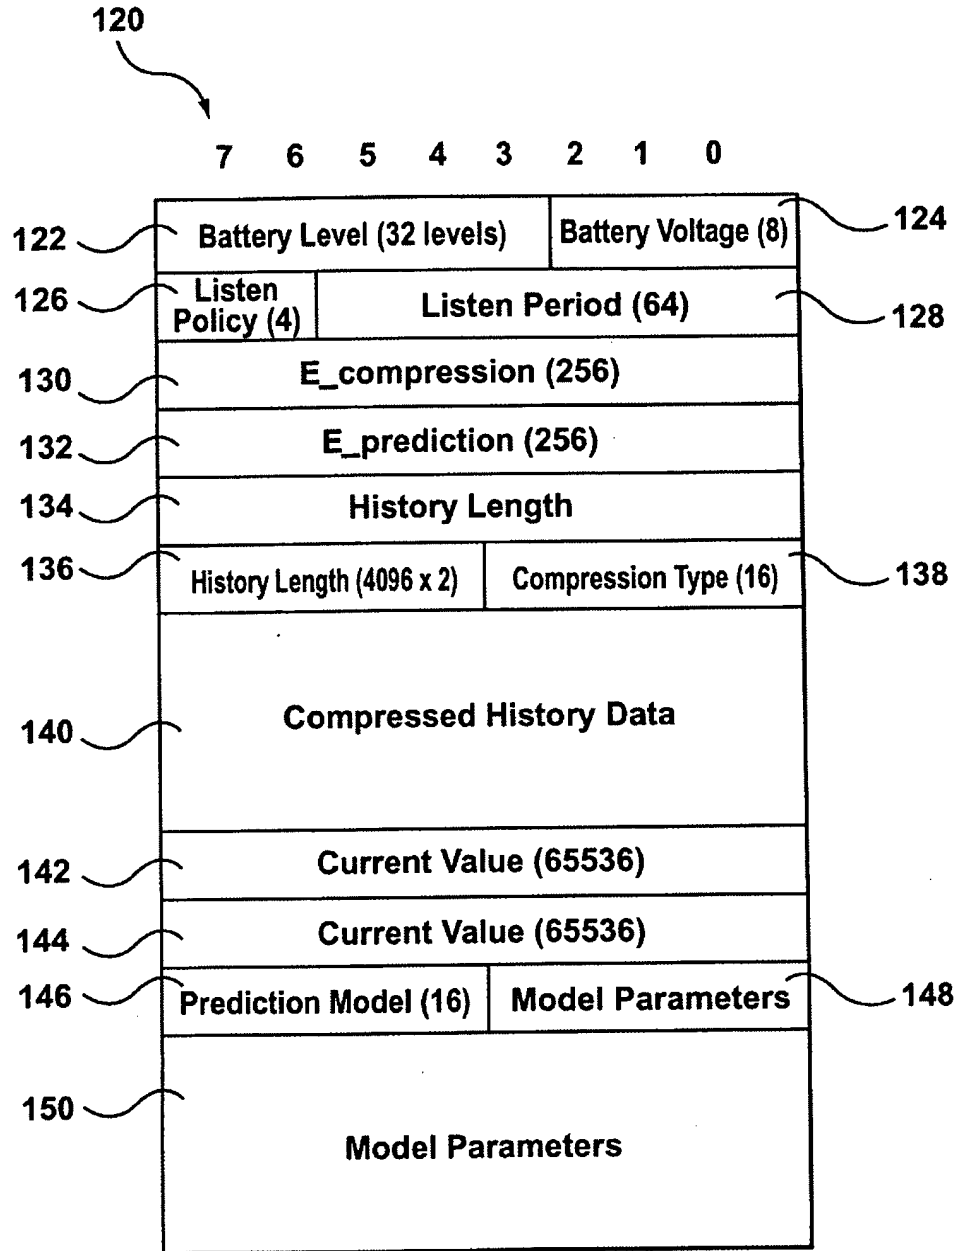 120
7 6 5 4 3 2 1 0
122 Battery Level (32 levels) Battery Voltage (8) 124
126 Listen
Policy (4) Listen Period (64) 128
130 E_compression (256)
132 E_prediction (256)
134 History Length
136 History Length (4096 x 2) Compression Type (16) 138
140 Compressed History Data
142 Current Value (65536)
144 Current Value (65536)
146 Prediction Model (16) Model Parameters 148
150 Model Parameters